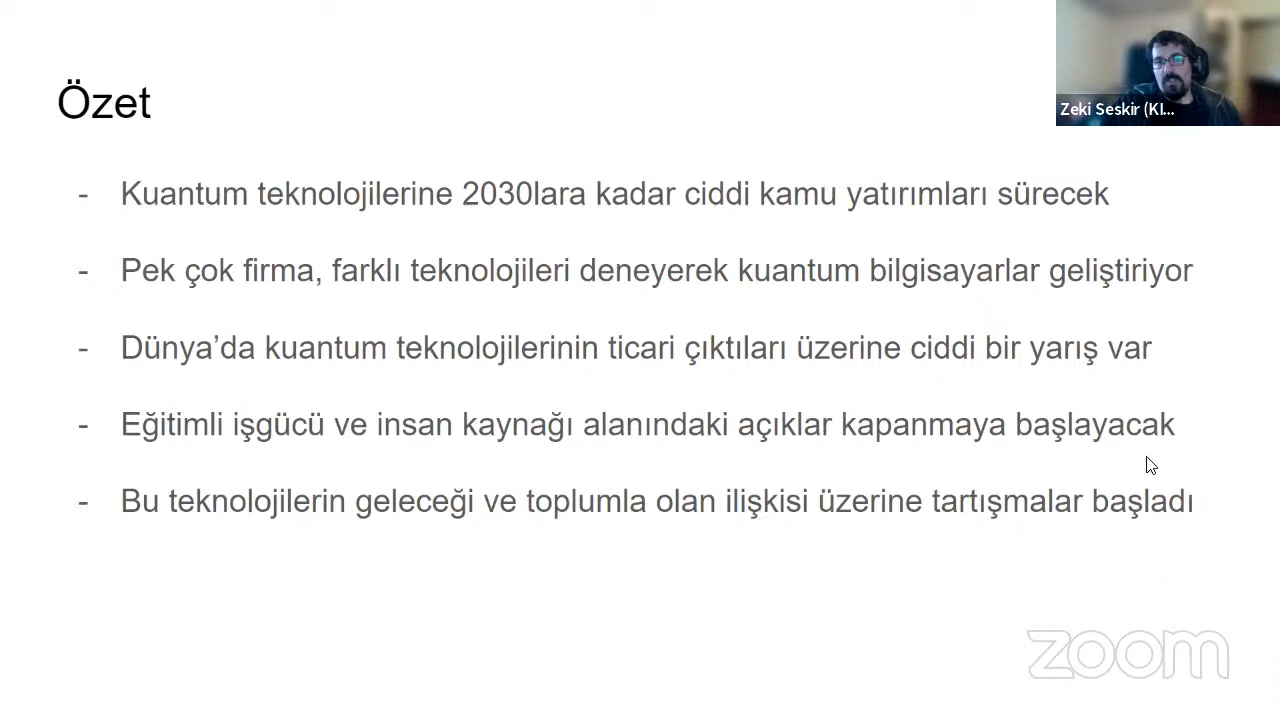 Özet
Zeki Seskir (KI...
- Kuantum teknolojilerine 2030lara kadar ciddi kamu yatırımları sürecek
- Pek çok firma, farklı teknolojileri deneyerek kuantum bilgisayarlar geliştiriyor
- Dünya’da kuantum teknolojilerinin ticari çıktıları üzerine ciddi bir yarış var
- Eğitimli işgücü ve insan kaynağı alanındaki açıklar kapanmaya başlayacak
- Bu teknolojilerin geleceği ve toplumla olan ilişkisi üzerine tartışmalar başladı
zoom